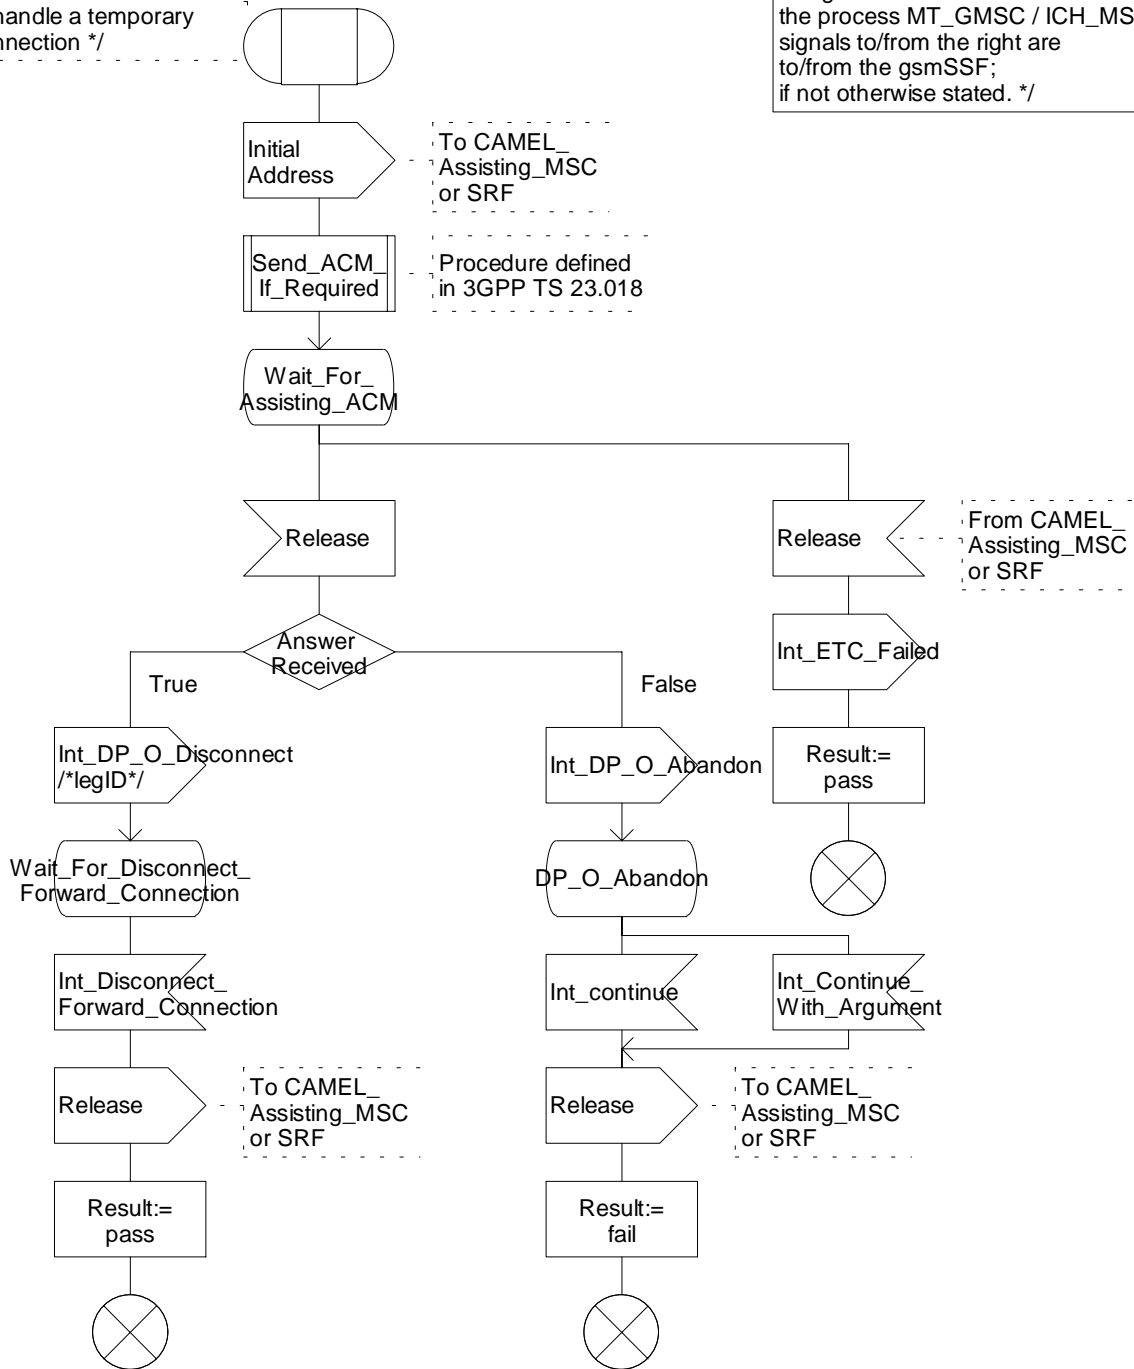 handle a temporary
nnection */
the process MT_GMSC / ICH_MS
signals to/from the right are
to/from the gsmSSF;
if not otherwise stated. */
Initial
Address
To CAMEL_
Assisting_MSC
or SRF
Send_ACM_
If_Required
Procedure defined
in 3GPP TS 23.018
Wait_For_
Assisting_ACM
Release
Release
From CAMEL_
Assisting_MSC
or SRF
Answer
Received
True
False
Int_ETC_Failed
Int_DP_O_Disconnect
/*legID*/
Int_DP_O_Abandon
Result:=
pass
Wait_For_Disconnect_
Forward_Connection
DP_O_Abandon
Int_Disconnect_
Forward_Connection
Int_continue
Int_Continue_
With_Argument
Release
To CAMEL_
Assisting_MSC
or SRF
Release
To CAMEL_
Assisting_MSC
or SRF
Result:=
pass
Result:=
fail